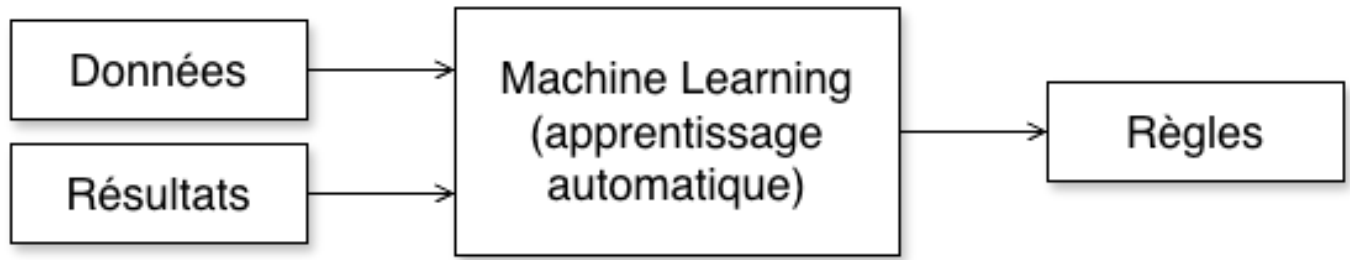 Données
Résultats
Machine Learning
(apprentissage
automatique)
Règles